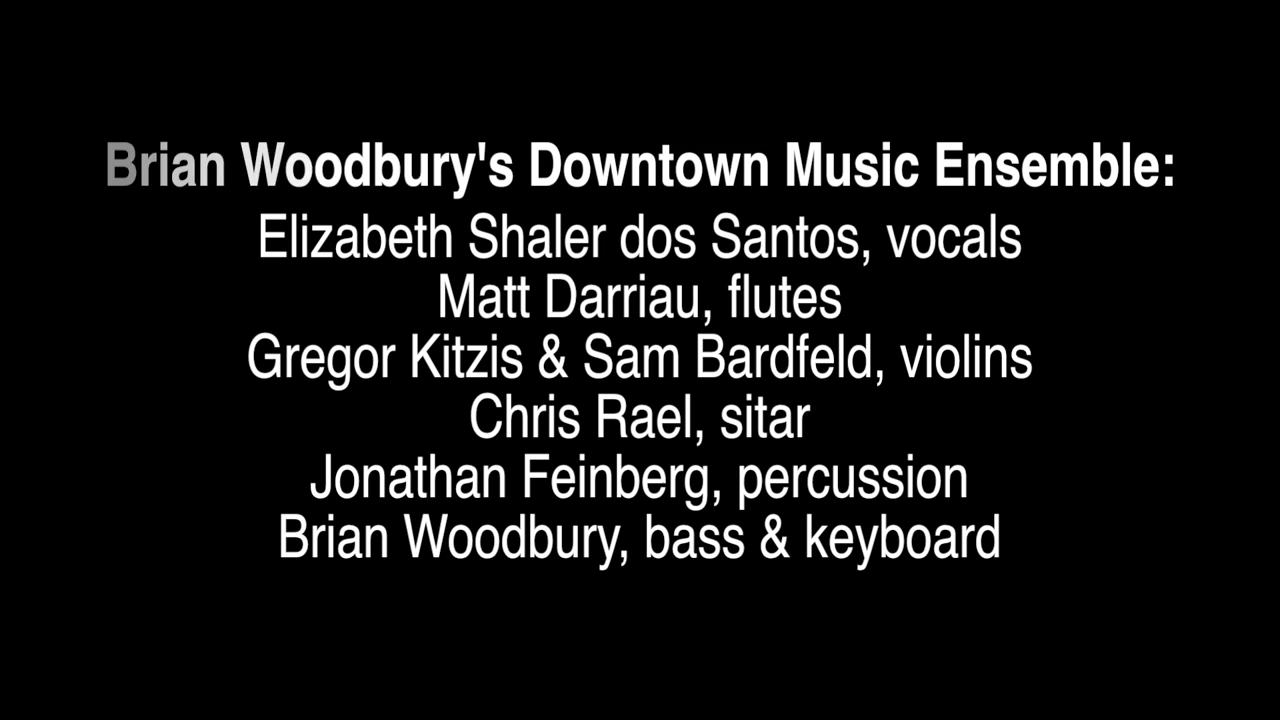 Brian Woodbury's Downtown Music Ensemble:
Elizabeth Shaler dos Santos, vocals
Matt Darriau, flutes
Gregor Kitzis & Sam Bardfeld, violins
Chris Rael, sitar
Jonathan Feinberg, percussion
Brian Woodbury, bass & keyboard